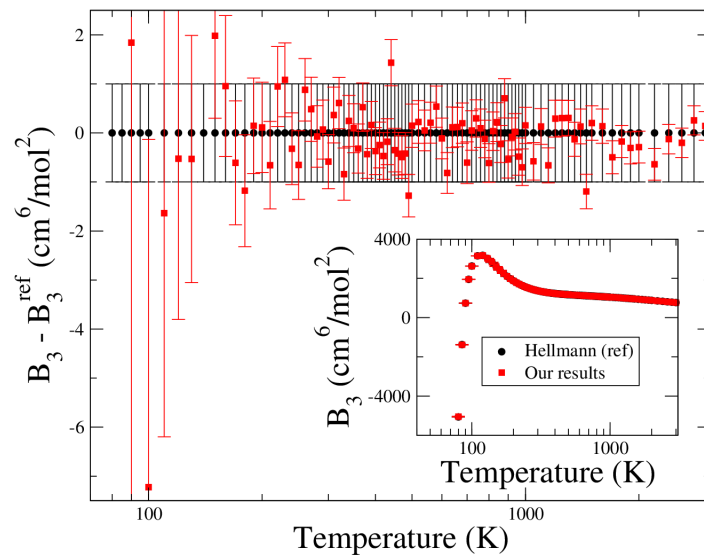 2
0
-2
-4
-6
100
1000
Temperature (K)
B₃ - B₃ʳᵉᶠ (cm⁶/mol²)
4000
0
-4000
100
1000
Temperature (K)
B₃ (cm⁶/mol²)
Hellmann (ref)
Our results